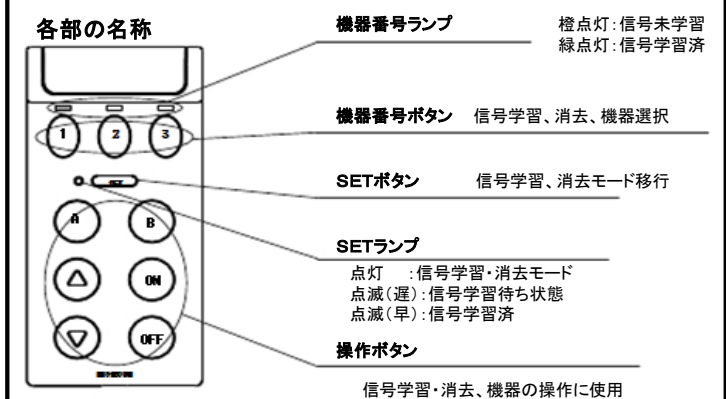 各部の名称
機器番号ランプ 橙点灯:信号未学習
緑点灯:信号学習済
機器番号ボタン 信号学習、消去、機器選択
1 2 3
SETボタン 信号学習、消去モード移行
SET
A B
SETランプ
点灯 :信号学習・消去モード
点滅(遅):信号学習待ち状態
点滅(早):信号学習済
△ ON
▽ OFF
操作ボタン
信号学習・消去、機器の操作に使用